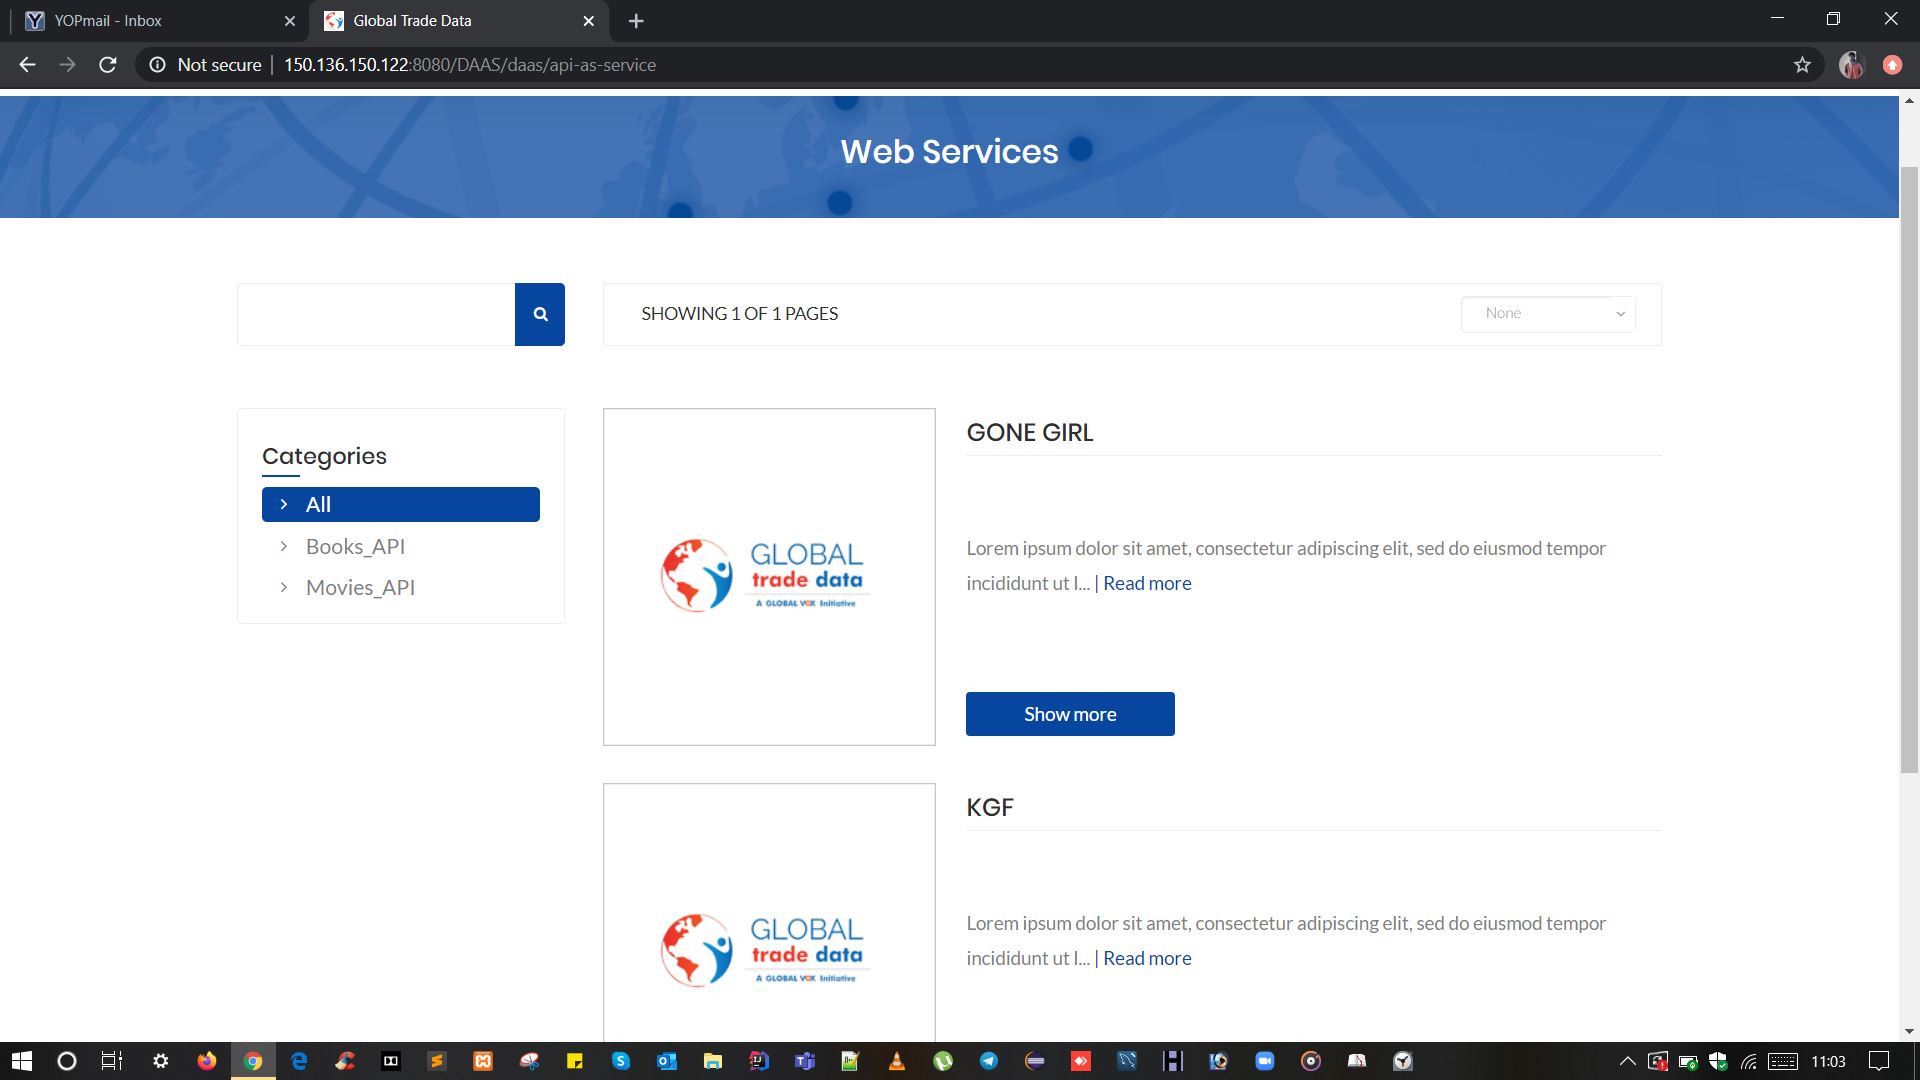 YOPmail - Inbox
Global Trade Data
Not secure
150.136.150.122:8080/DAAS/daas/api-as-service
Web Services
SHOWING 1 OF 1 PAGES
None
Categories
All
Books_API
Movies_API
GLOBAL
trade data
A GLOBAL VOX Initiative
GONE GIRL
Lorem ipsum dolor sit amet, consectetur adipiscing elit, sed do eiusmod tempor
incididunt ut l... | Read more
Show more
GLOBAL
trade data
A GLOBAL VOX Initiative
KGF
Lorem ipsum dolor sit amet, consectetur adipiscing elit, sed do eiusmod tempor
incididunt ut l... | Read more
11:03